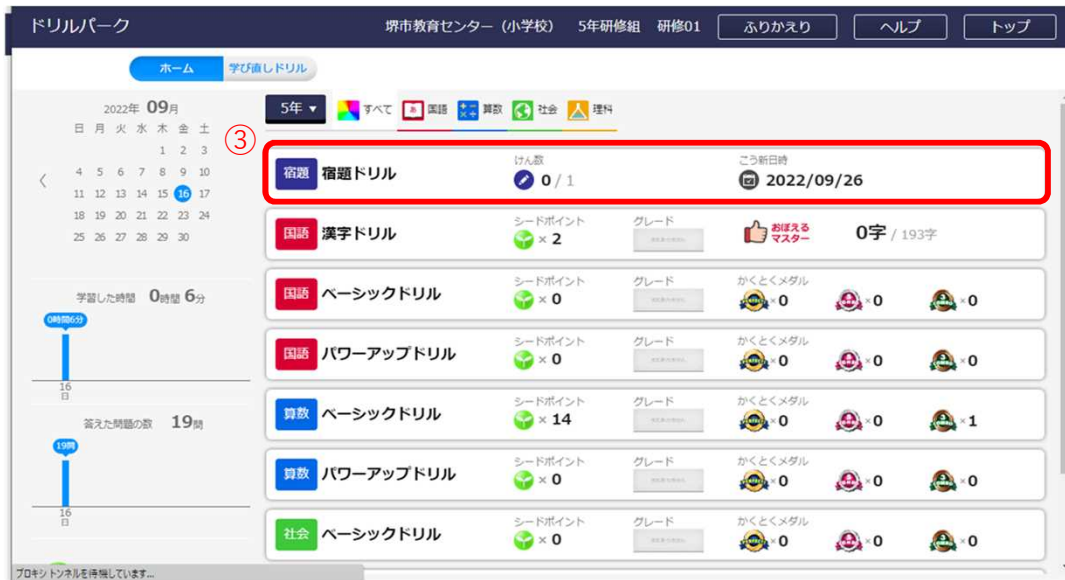 ドリルパーク 堺市教育センター（小学校） 5年研修組 研修01 ふりかえり ヘルプ トップ
ホーム 学び直しドリル
2022年 09月
日 月 火 水 木 金 土
1 2 3
4 5 6 7 8 9 10
11 12 13 14 15 16 17
18 19 20 21 22 23 24
25 26 27 28 29 30
学習した時間 0時間 6分
0時間6分
16
日
答えた問題の数 19問
19問
16
日
5年 ▼ すべて あ 国語 算数 社会 理科
③
宿題 宿題ドリル けん数 0 / 1 こう新日時 2022/09/26
国語 漢字ドリル シードポイント × 2 グレード おぼえるマスター 0字 / 193字
国語 ベーシックドリル シードポイント × 0 グレード かくとくメダル × 0 × 0 × 0
国語 パワーアップドリル シードポイント × 0 グレード かくとくメダル × 0 × 0 × 0
算数 ベーシックドリル シードポイント × 14 グレード かくとくメダル × 0 × 0 × 1
算数 パワーアップドリル シードポイント × 0 グレード かくとくメダル × 0 × 0 × 0
社会 ベーシックドリル シードポイント × 0 グレード かくとくメダル × 0 × 0 × 0
プロキシ トンネルを待機しています...